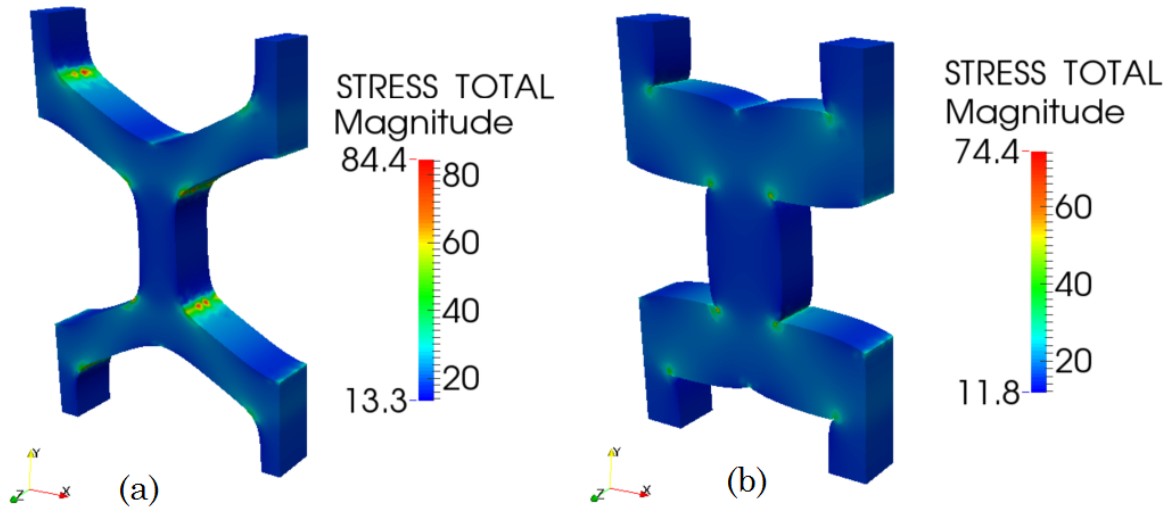 STRESS TOTAL
Magnitude
84.4
80
60
40
20
13.3
Y
X
Z
(a)
STRESS TOTAL
Magnitude
74.4
60
40
20
11.8
Y
X
Z
(b)